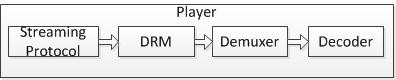 Player
Streaming
Protocol
DRM
Demuxer
Decoder